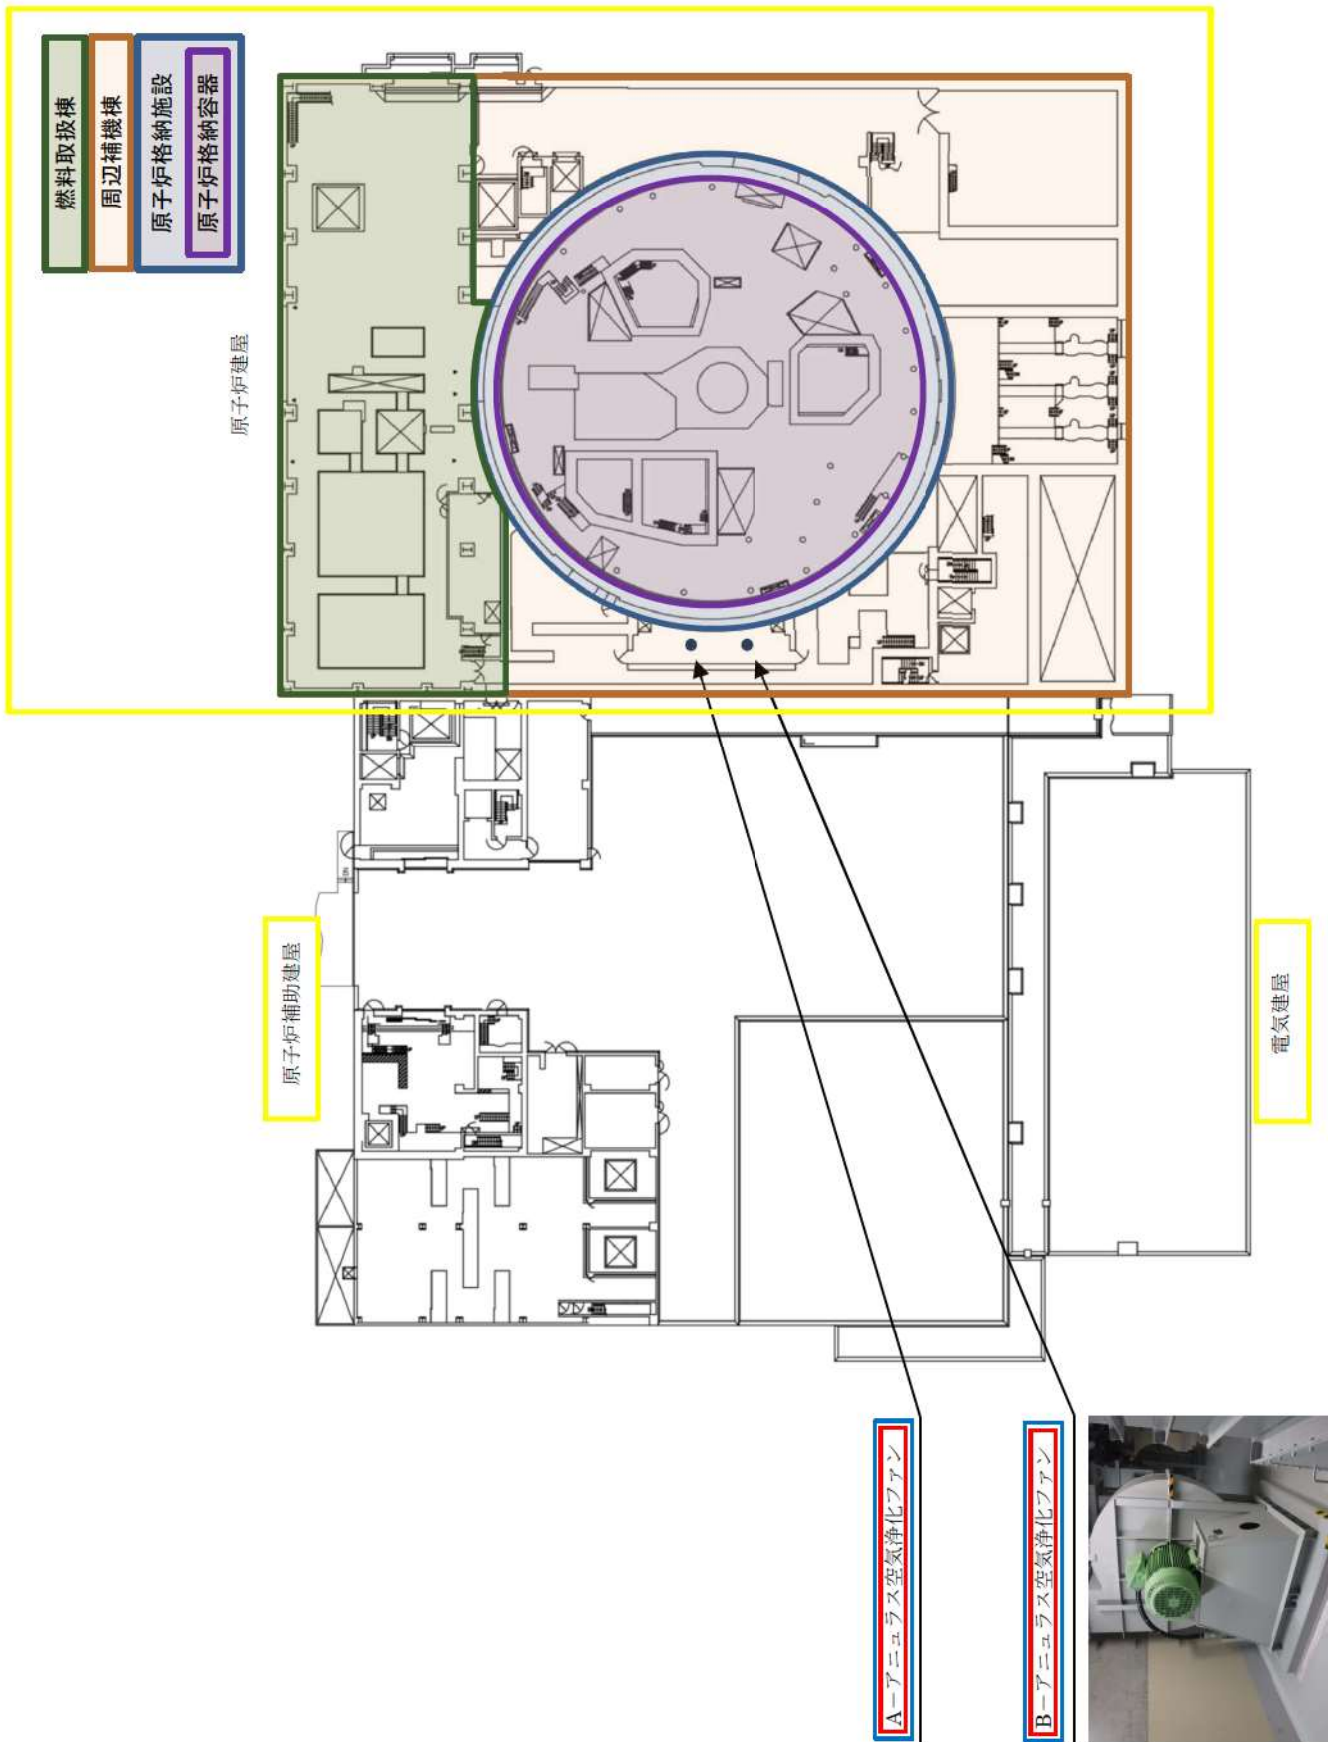 燃料取扱棟
周辺補機棟
原子炉格納施設
原子炉格納容器
原子炉建屋
原子炉補助建屋
電気建屋
A－アニュラス空気浄化ファン
B－アニュラス空気浄化ファン